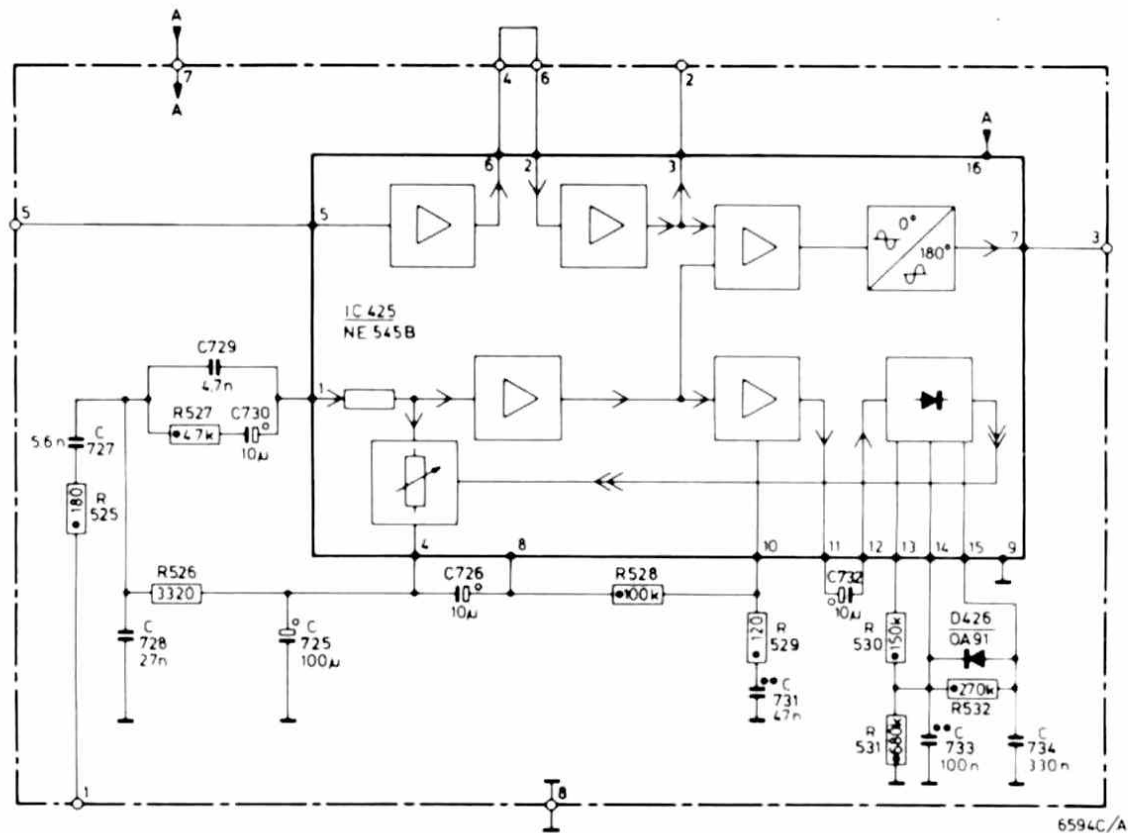 A
7
A
4
6
2
A
6
2
3
16
5
5
0°
180°
7
3
IC 425
NE 545B
C729
4,7n
1
R527
4.7k
C730
10µ
5.6n
C
727
180
R
525
4
8
10
11
12
13
14
15
9
R526
3320
C726
10µ
R528
100k
C732
10µ
C
728
27n
C
725
100µ
120
R
529
C
731
47n
R
530
150k
D426
OA91
270k
R532
R
531
680k
C
733
100n
C
734
330n
1
8
6594C/A